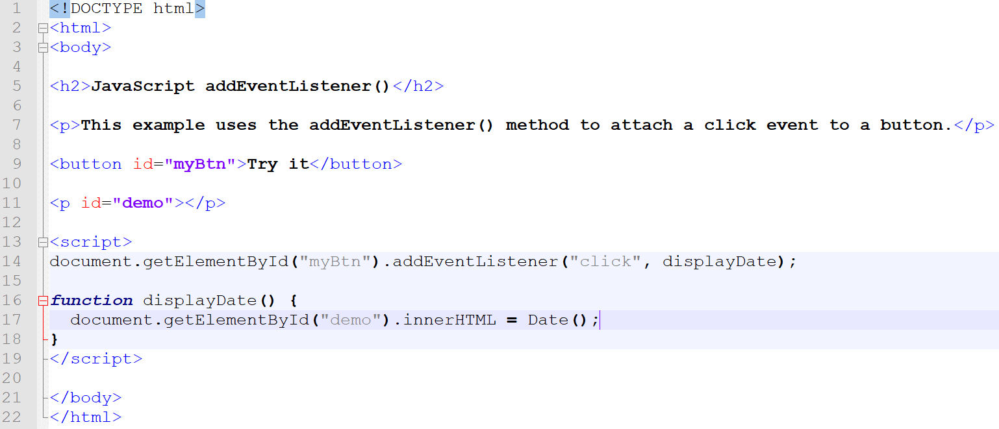 1 <!DOCTYPE html>
2 <html>
3 <body>
4
5 <h2>JavaScript addEventListener()</h2>
6
7 <p>This example uses the addEventListener() method to attach a click event to a button.</p>
8
9 <button id="myBtn">Try it</button>
10
11 <p id="demo"></p>
12
13 <script>
14 document.getElementById("myBtn").addEventListener("click", displayDate);
15
16 function displayDate() {
17   document.getElementById("demo").innerHTML = Date();
18 }
19 </script>
20
21 </body>
22 </html>